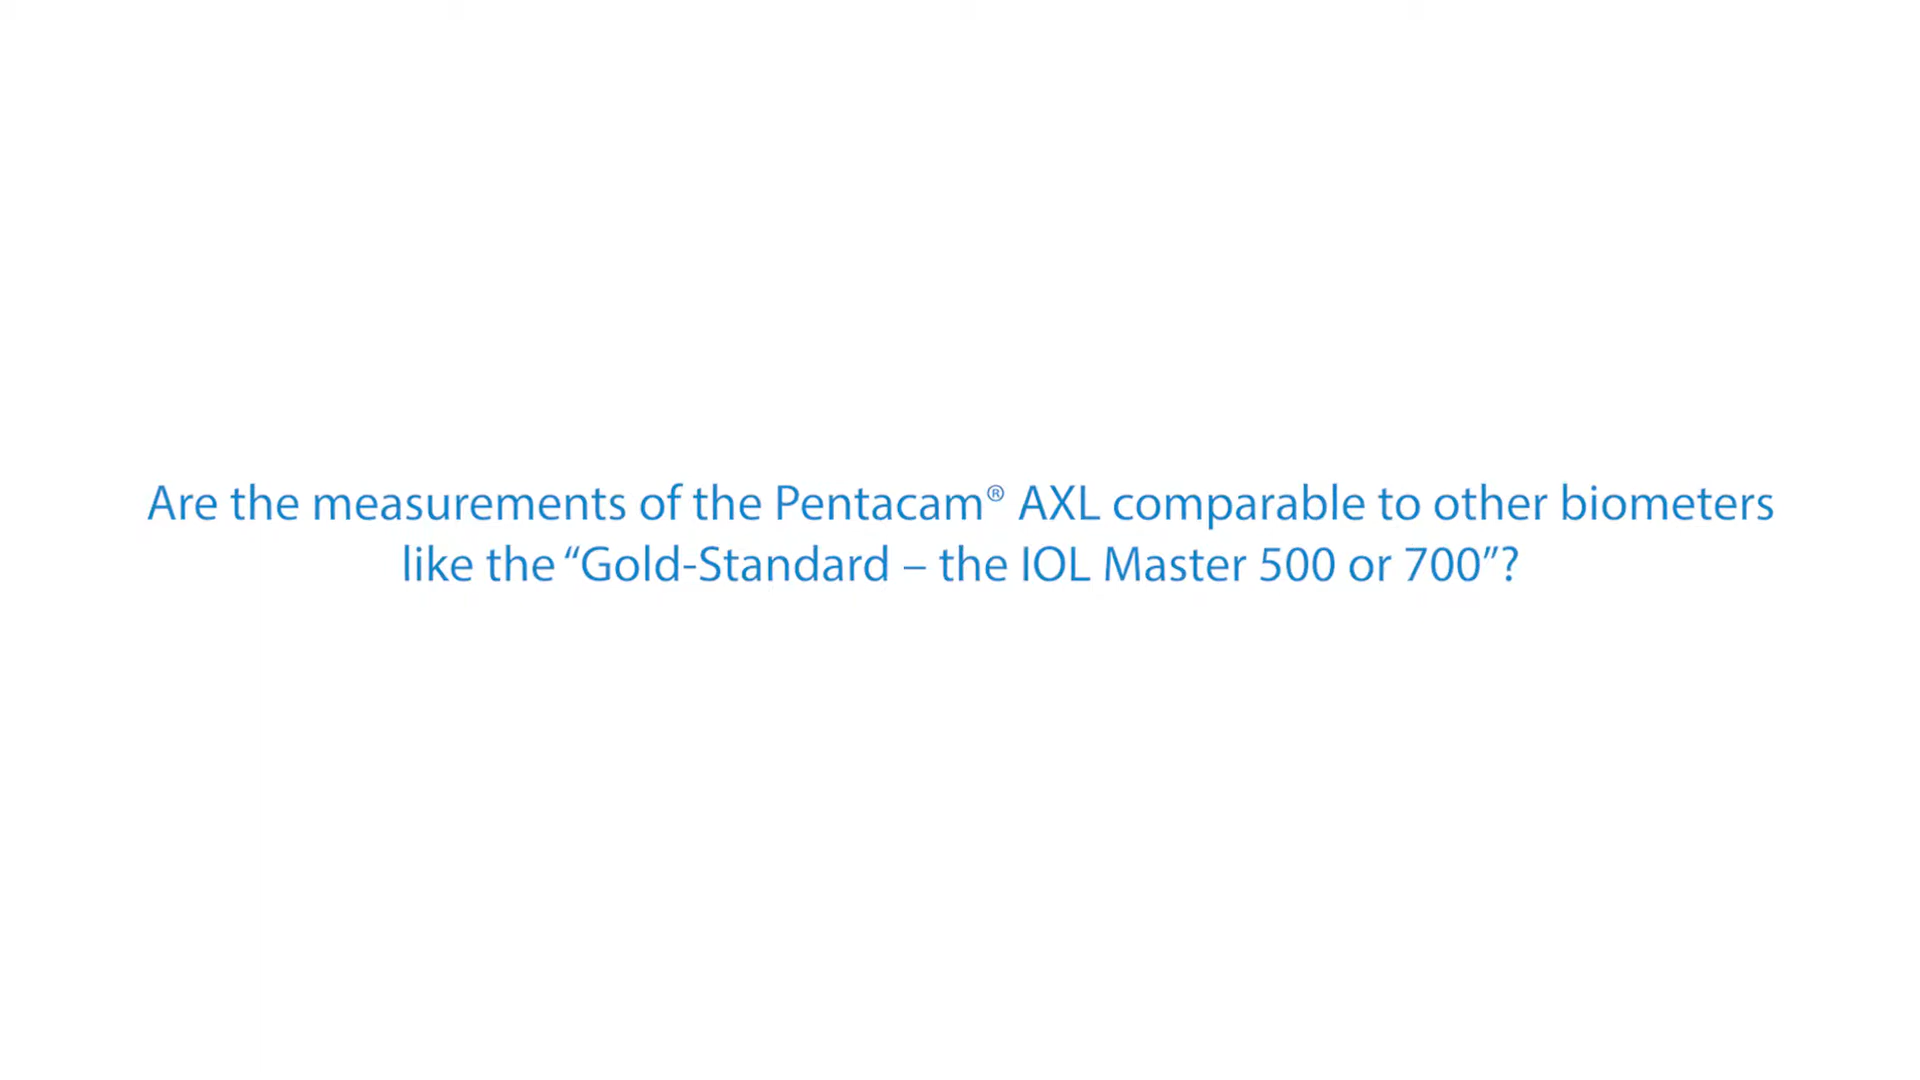 Are the measurements of the Pentacam® AXL comparable to other biometers
like the “Gold-Standard – the IOL Master 500 or 700”?